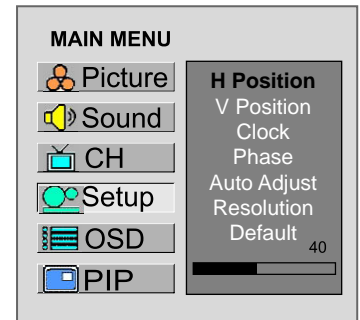 MAIN MENU
Picture
Sound
CH
Setup
OSD
PIP
H Position
V Position
Clock
Phase
Auto Adjust
Resolution
Default
40